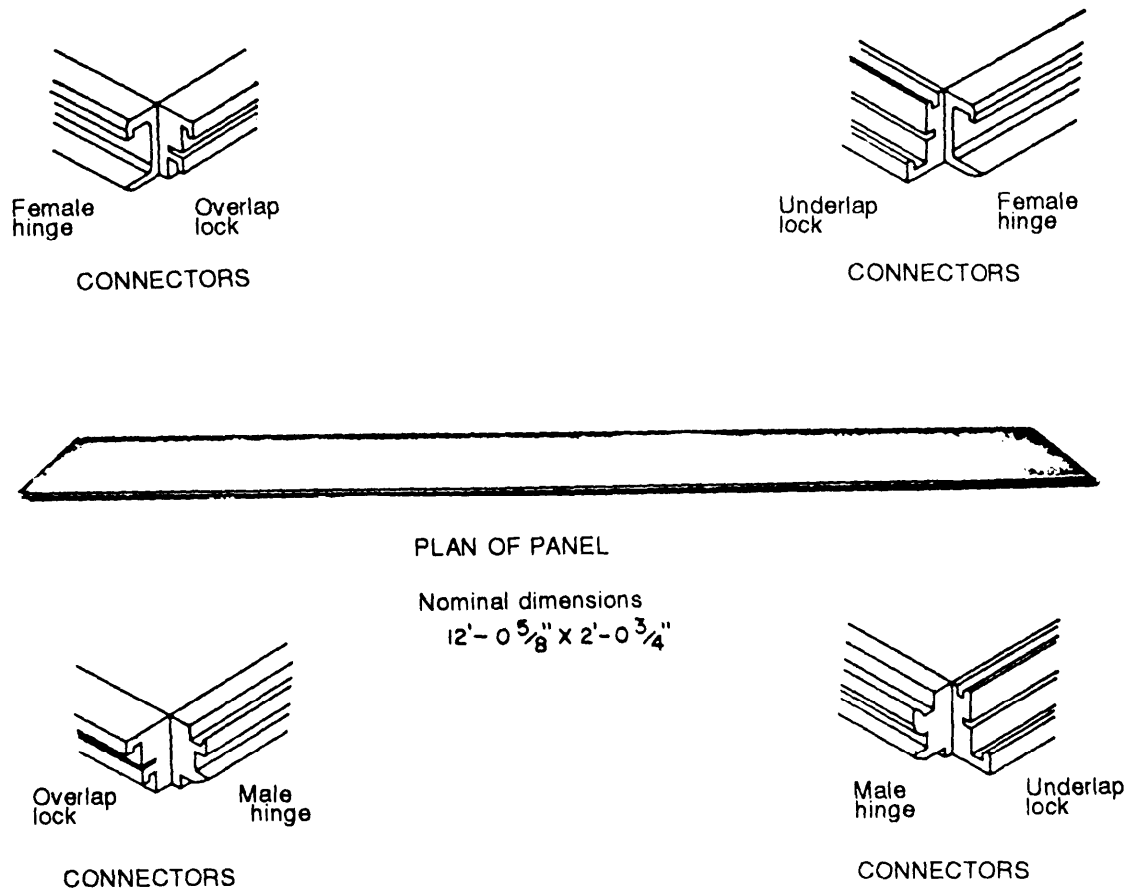 Female
hinge
Overlap
lock
CONNECTORS
Underlap
lock
Female
hinge
CONNECTORS
PLAN OF PANEL
Nominal dimensions
12'-0 5/8" X 2'-0 3/4"
Overlap
lock
Male
hinge
CONNECTORS
Male
hinge
Underlap
lock
CONNECTORS